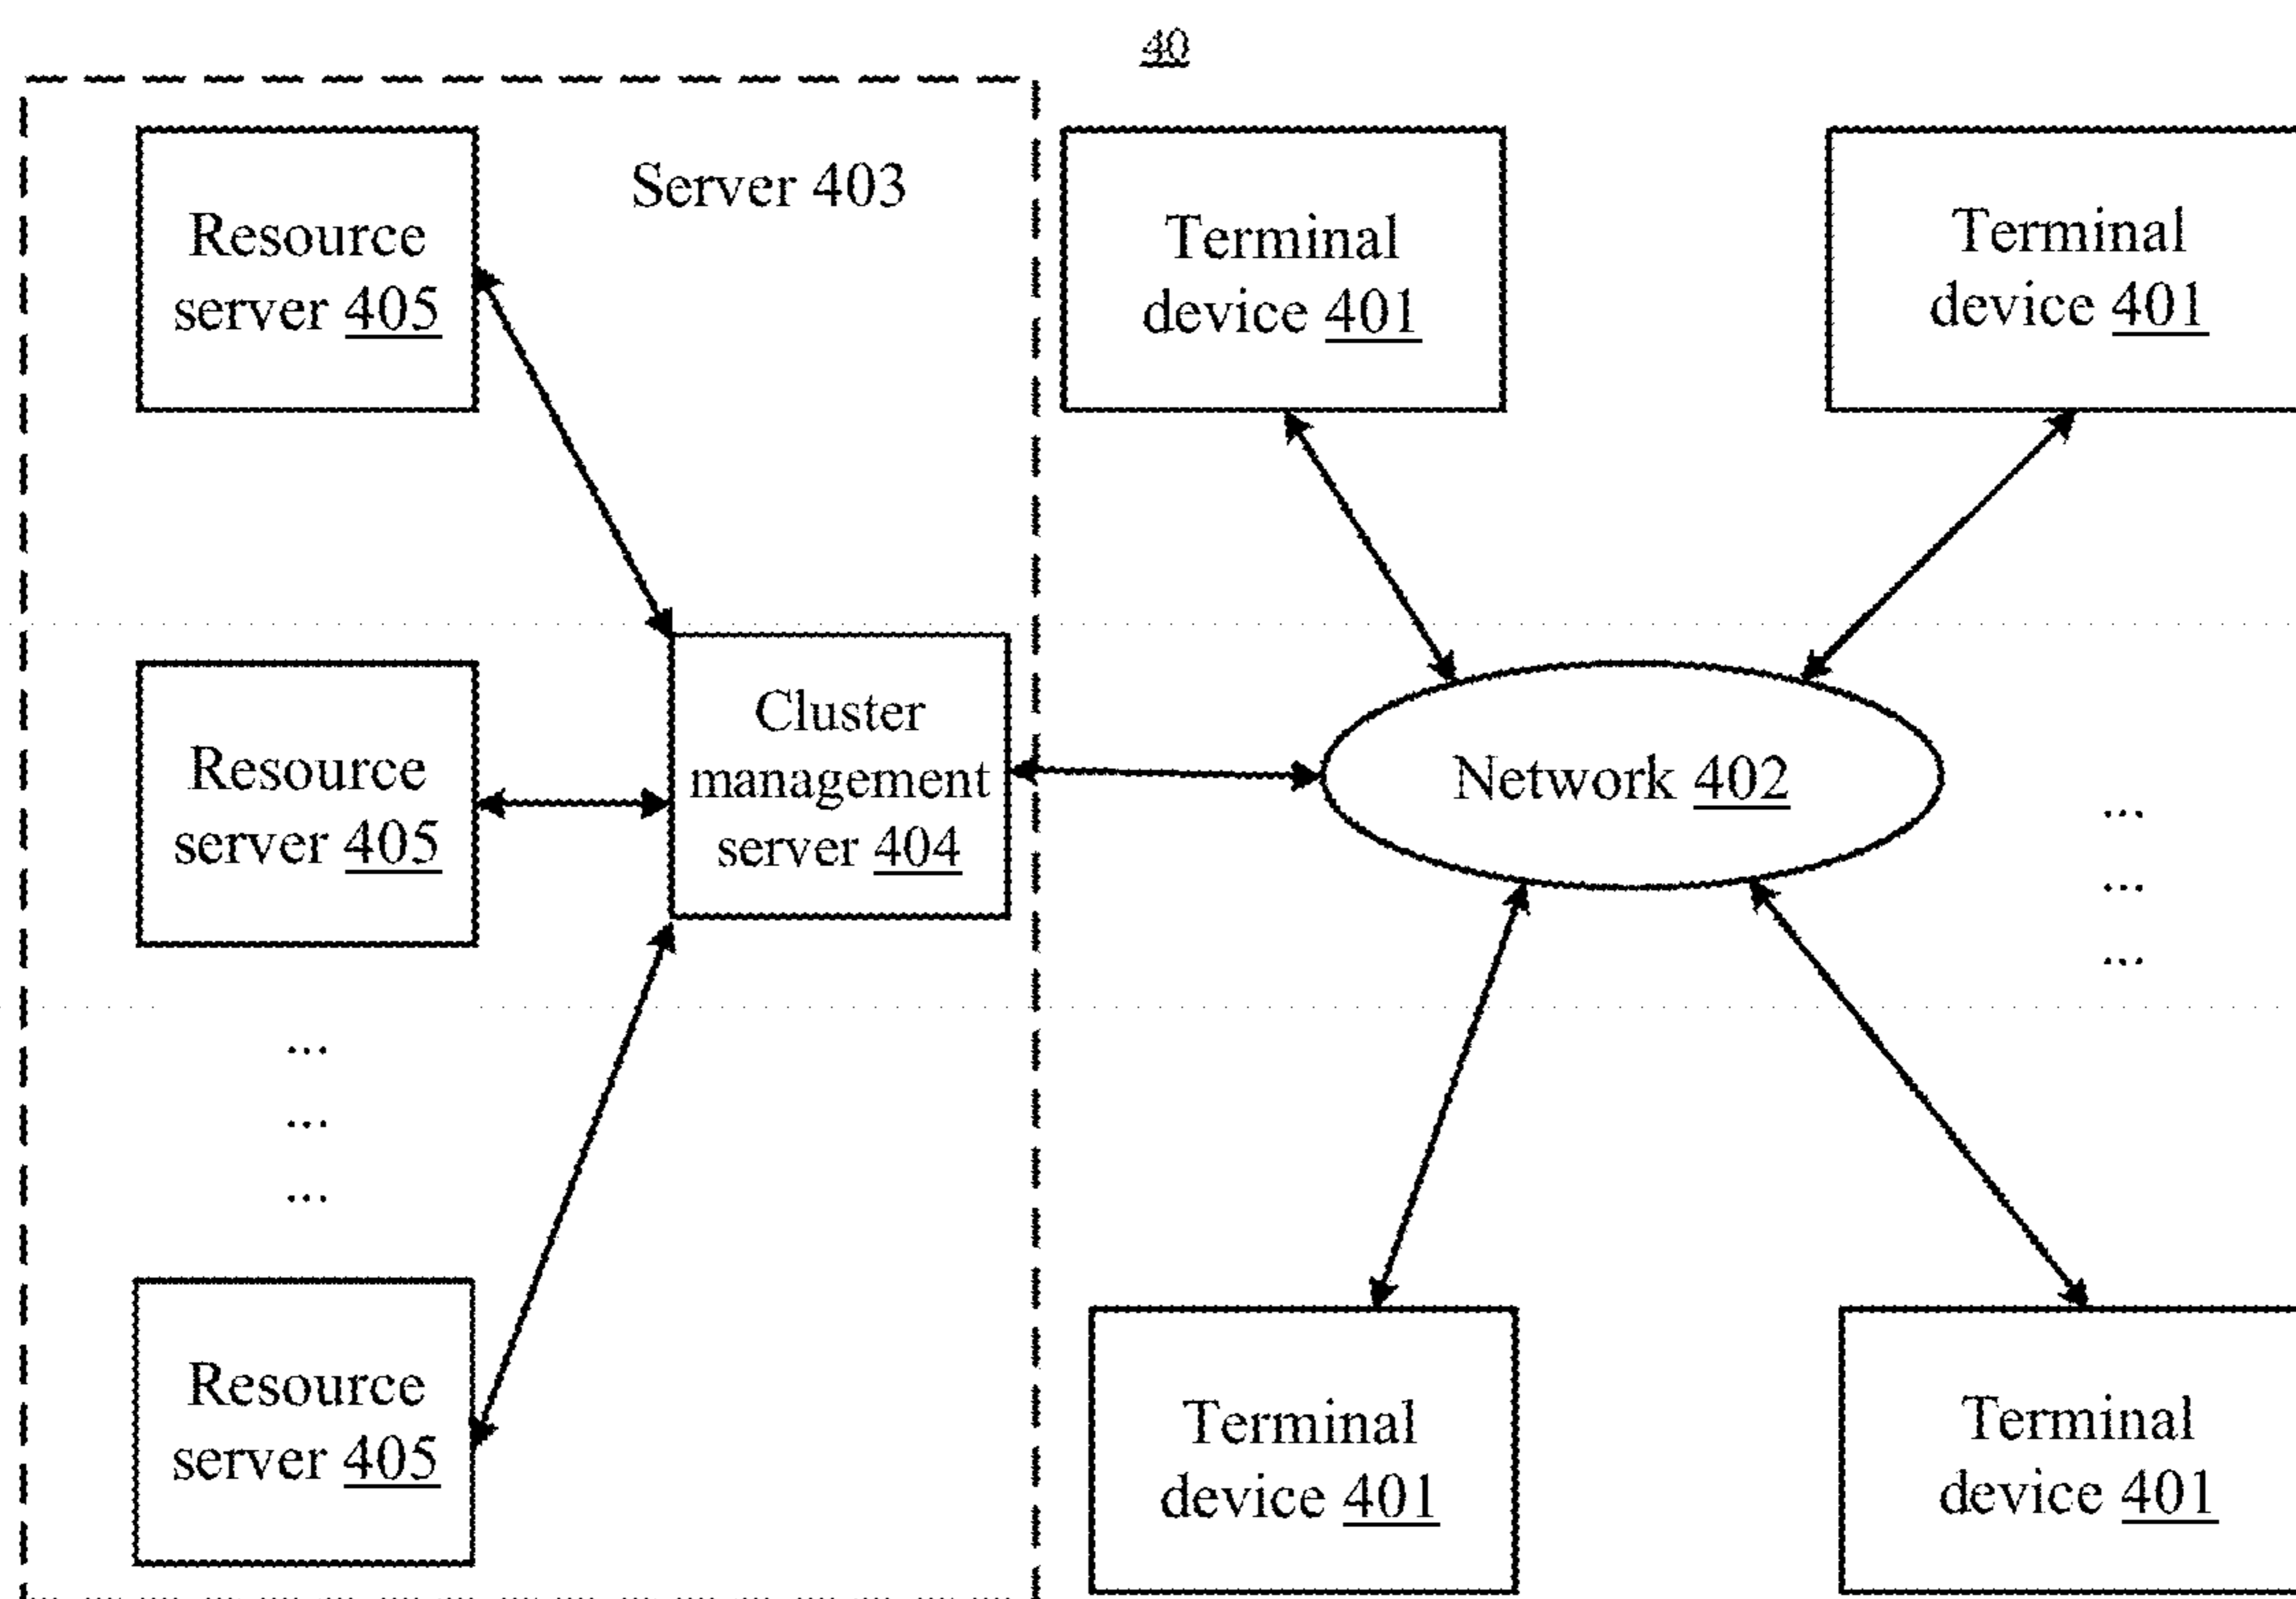 40
Server 403
Resource
server 405
Terminal
device 401
Terminal
device 401
Resource
server 405
Cluster
management
server 404
Network 402
...
...
...
...
...
...
Resource
server 405
Terminal
device 401
Terminal
device 401